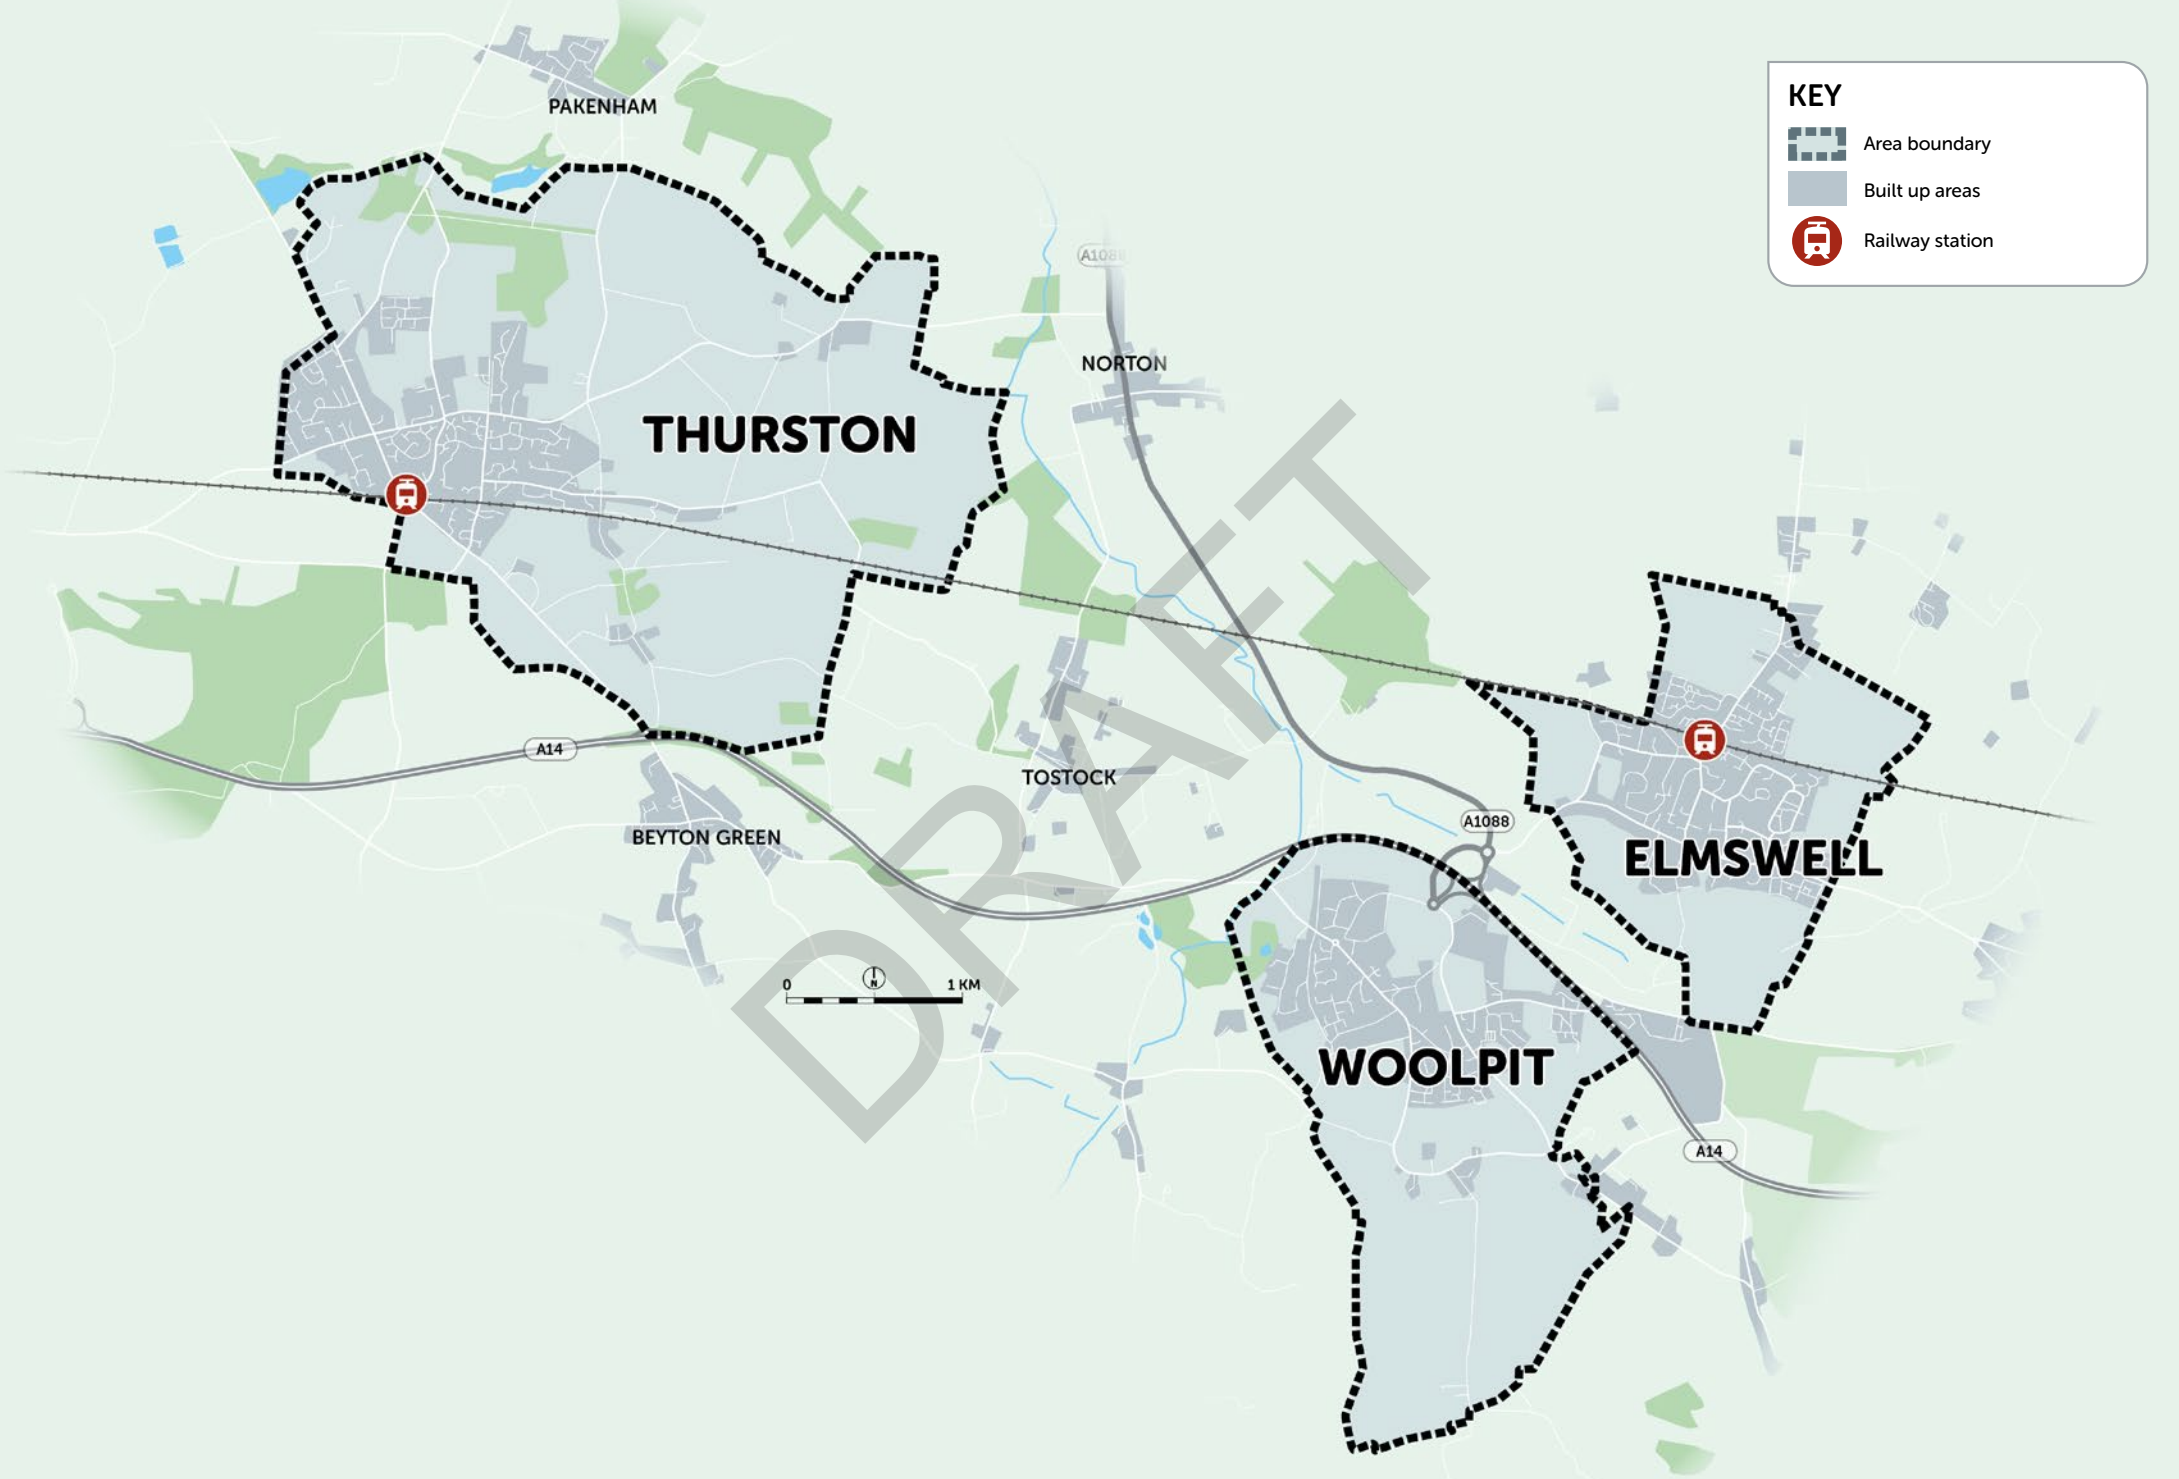 PAKENHAM
KEY
Area boundary
Built up areas
Railway station
A1088
NORTON
THURSTON
A14
TOSTOCK
BEYTON GREEN
A1088
ELMSWELL
0 N 1 KM
WOOLPIT
A14
DRAFT